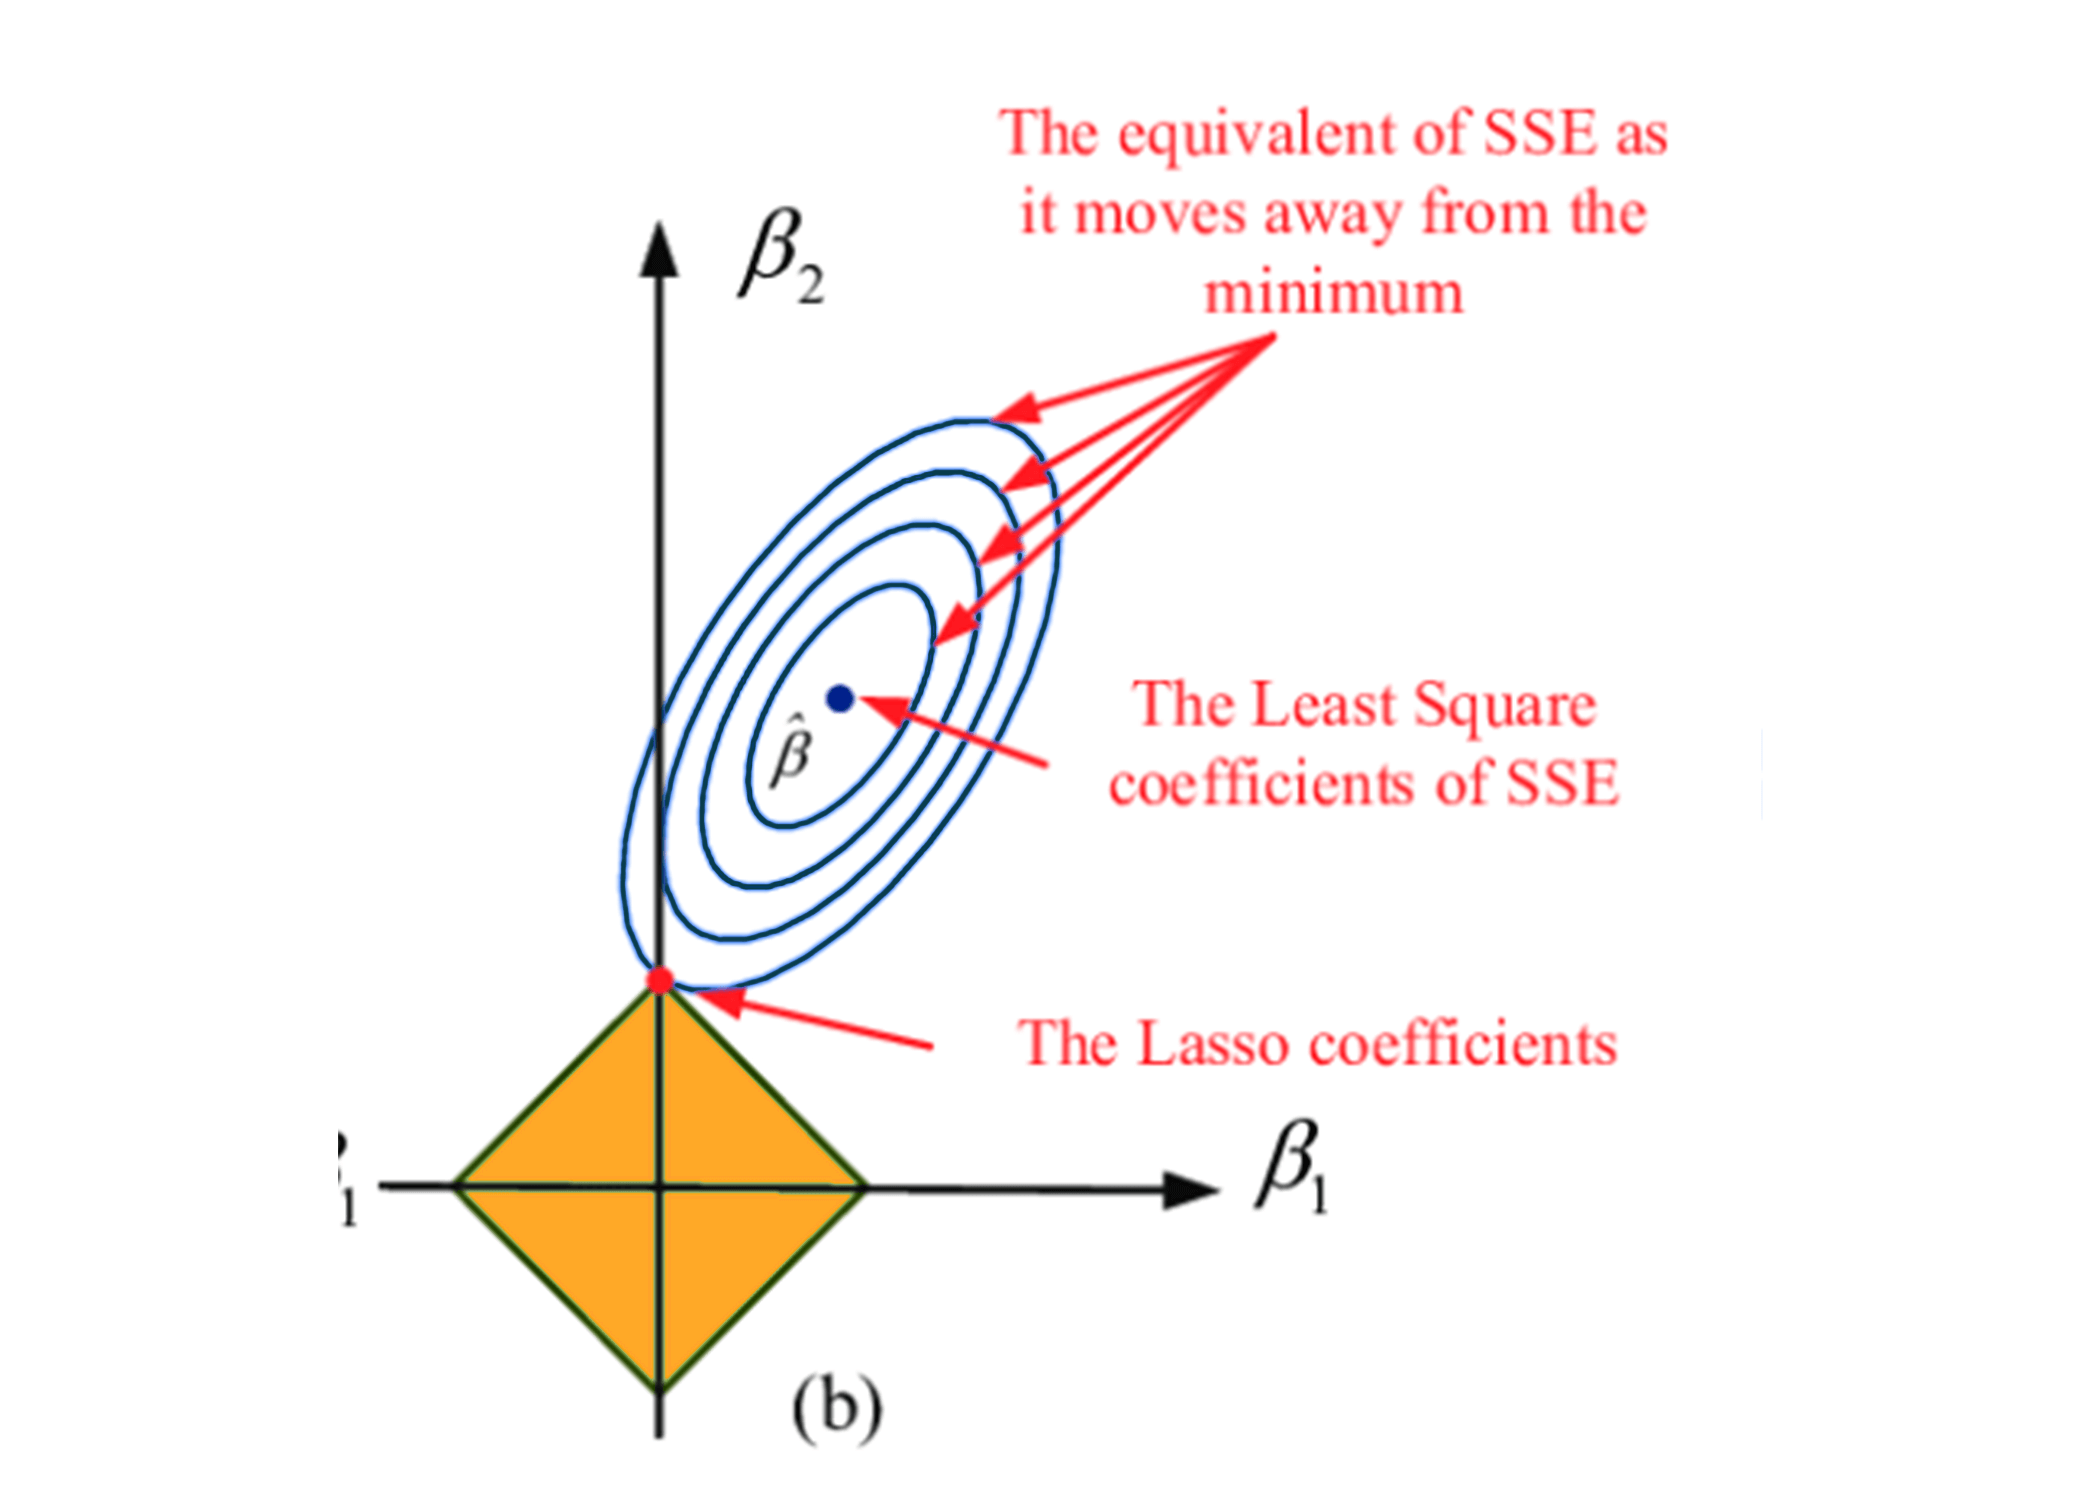 The equivalent of SSE as
it moves away from the
minimum
β₂
The Least Square
coefficients of SSE
β̂
The Lasso coefficients
β₁
1
(b)